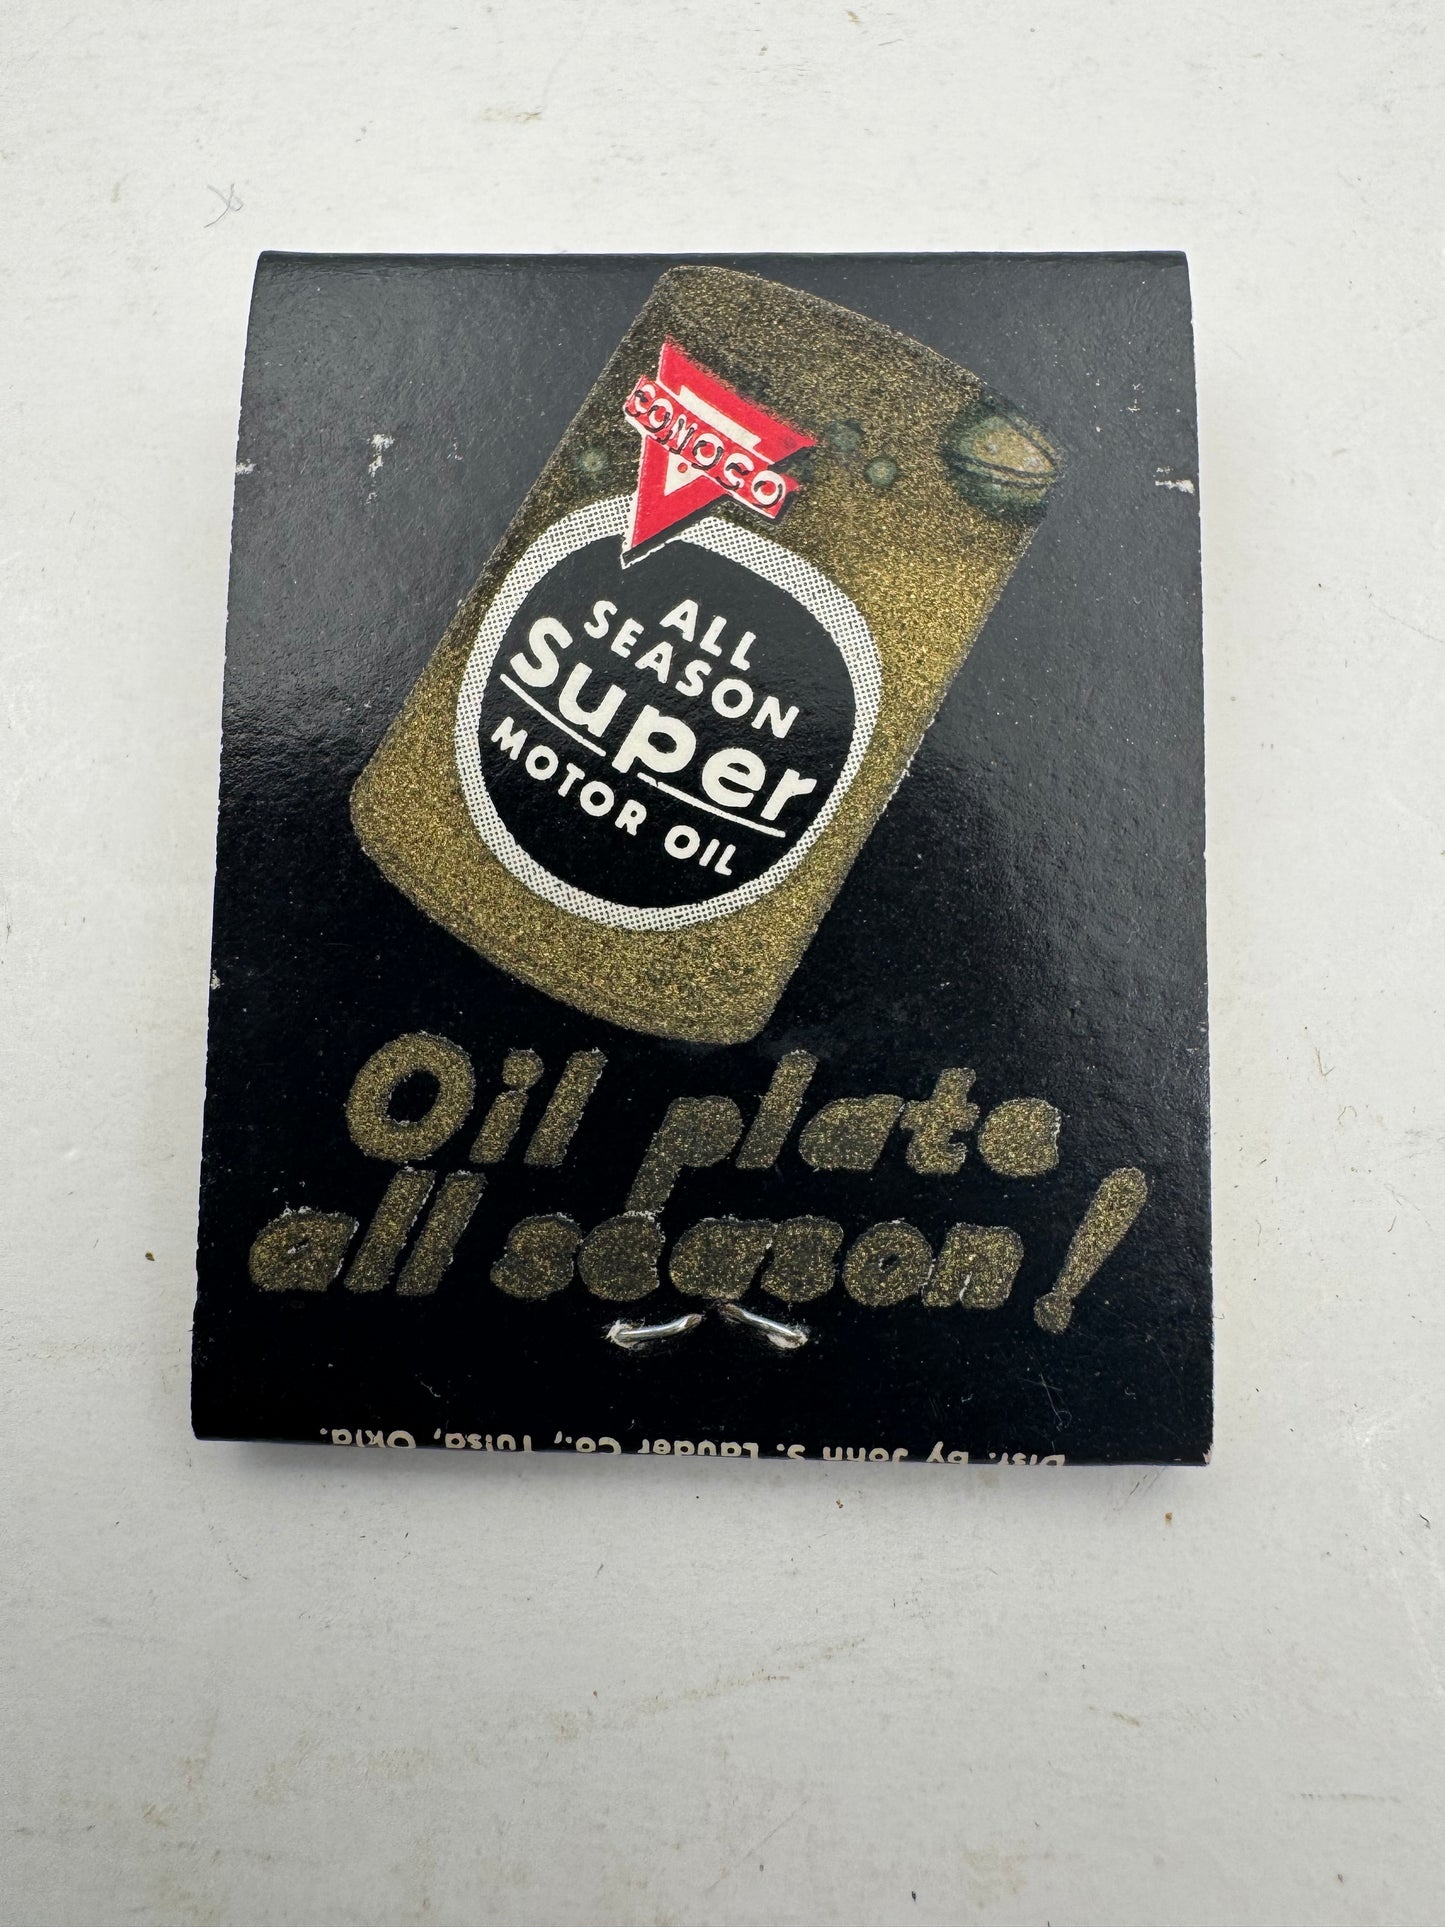 CONOCO
ALL
SEASON
Super
MOTOR OIL
Oil plate
all season!
Dist. by John S. Lauder Co., Tulsa, Okla.